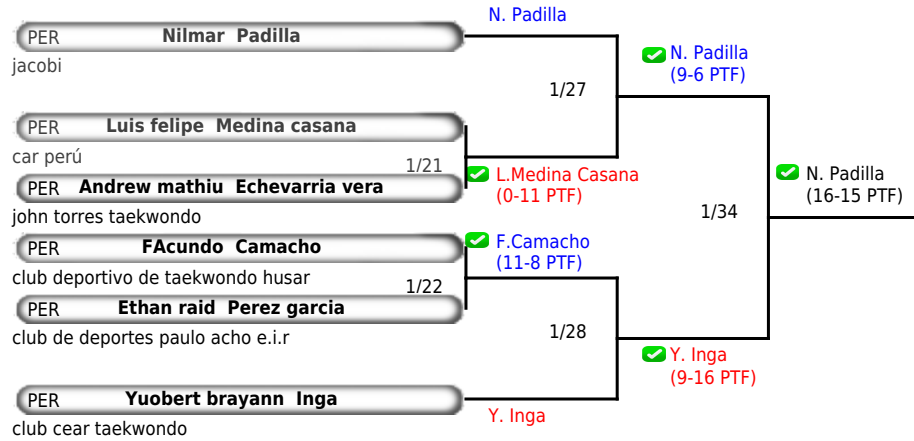 N. Padilla
PER Nilmar Padilla
jacobi
N. Padilla
(9-6 PTF)
1/27
PER Luis felipe Medina casana
car perú
1/21
L.Medina Casana
(0-11 PTF)
PER Andrew mathiu Echevarria vera
john torres taekwondo
N. Padilla
(16-15 PTF)
1/34
PER FAcundo Camacho
club deportivo de taekwondo husar
F.Camacho
(11-8 PTF)
1/22
PER Ethan raid Perez garcia
club de deportes paulo acho e.i.r
1/28
Y. Inga
(9-16 PTF)
PER Yuobert brayann Inga
club cear taekwondo
Y. Inga